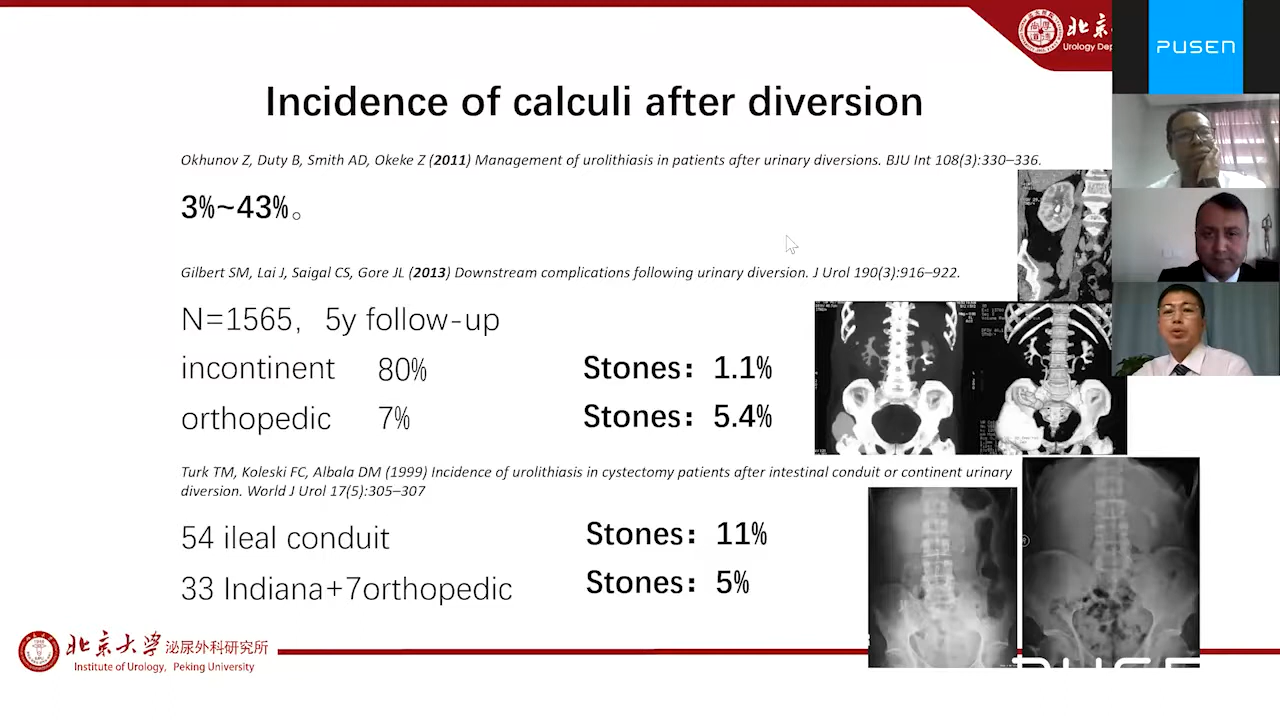 北京
Urology Dep
PUSEN
Incidence of calculi after diversion
Okhunov Z, Duty B, Smith AD, Okeke Z (2011) Management of urolithiasis in patients after urinary diversions. BJU Int 108(3):330–336.
3%~43%。
Gilbert SM, Lai J, Saigal CS, Gore JL (2013) Downstream complications following urinary diversion. J Urol 190(3):916–922.
N=1565, 5y follow-up
incontinent 80% Stones: 1.1%
orthopedic 7% Stones: 5.4%
Turk TM, Koleski FC, Albala DM (1999) Incidence of urolithiasis in cystectomy patients after intestinal conduit or continent urinary
diversion. World J Urol 17(5):305–307
54 ileal conduit Stones: 11%
33 Indiana+7orthopedic Stones: 5%
北京大学泌尿外科研究所
Institute of Urology, Peking University